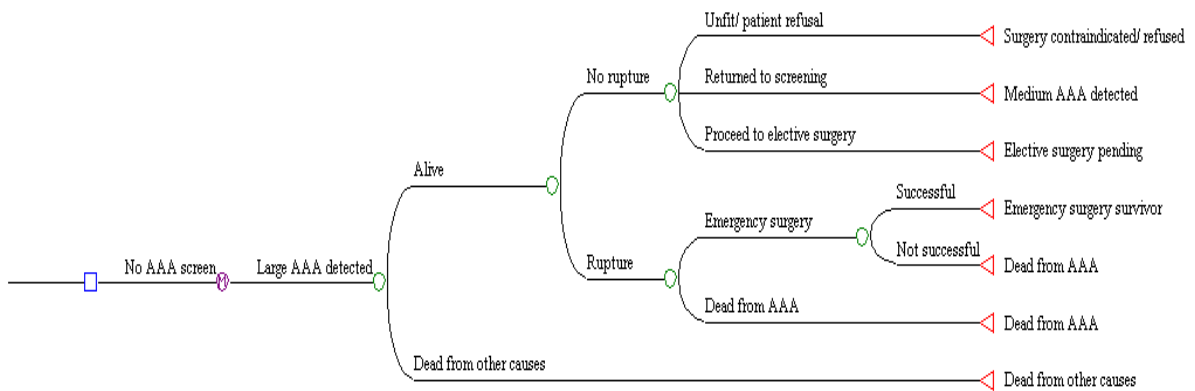 Unfit/ patient refusal
Surgery contraindicated/ refused
No rupture
Returned to screening
Medium AAA detected
Proceed to elective surgery
Elective surgery pending
Alive
Successful
Emergency surgery survivor
Emergency surgery
Not successful
Dead from AAA
No AAA screen
M
Large AAA detected
Rupture
Dead from AAA
Dead from AAA
Dead from other causes
Dead from other causes